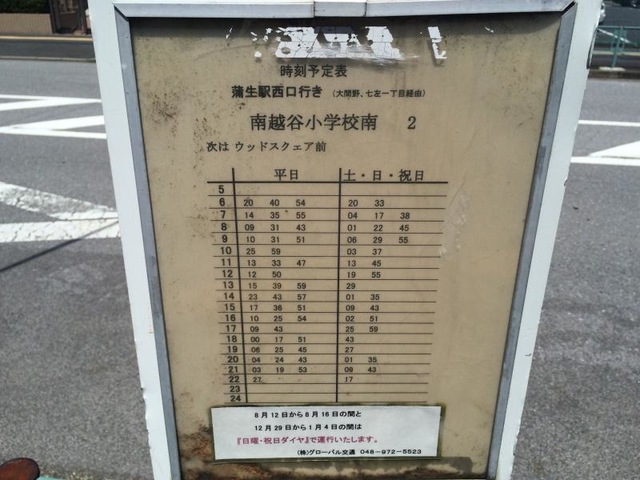 時刻予定表
蒲生駅西口行き （大間野、七左一丁目経由）
南越谷小学校南 2
次は ウッドスクェア前
平日 土・日・祝日
5
6 20 40 54 20 33
7 14 35 55 04 17 38
8 09 31 43 01 22 45
9 10 31 51 06 29 55
10 25 59 03 37
11 13 33 47 13 45
12 12 50 19 55
13 15 39 59 29
14 23 43 57 01 35
15 17 36 51 09 43
16 10 25 54 02 51
17 09 43 25 59
18 00 17 51 43
19 06 25 45 27
20 04 24 43 01 35
21 03 19 53 09 43
22 27 17
23
24
8月12日から8月16日の間と
12月29日から1月4日の間は
『日曜・祝日ダイヤ』で運行いたします。
(株)グローバル交通 048-972-5523